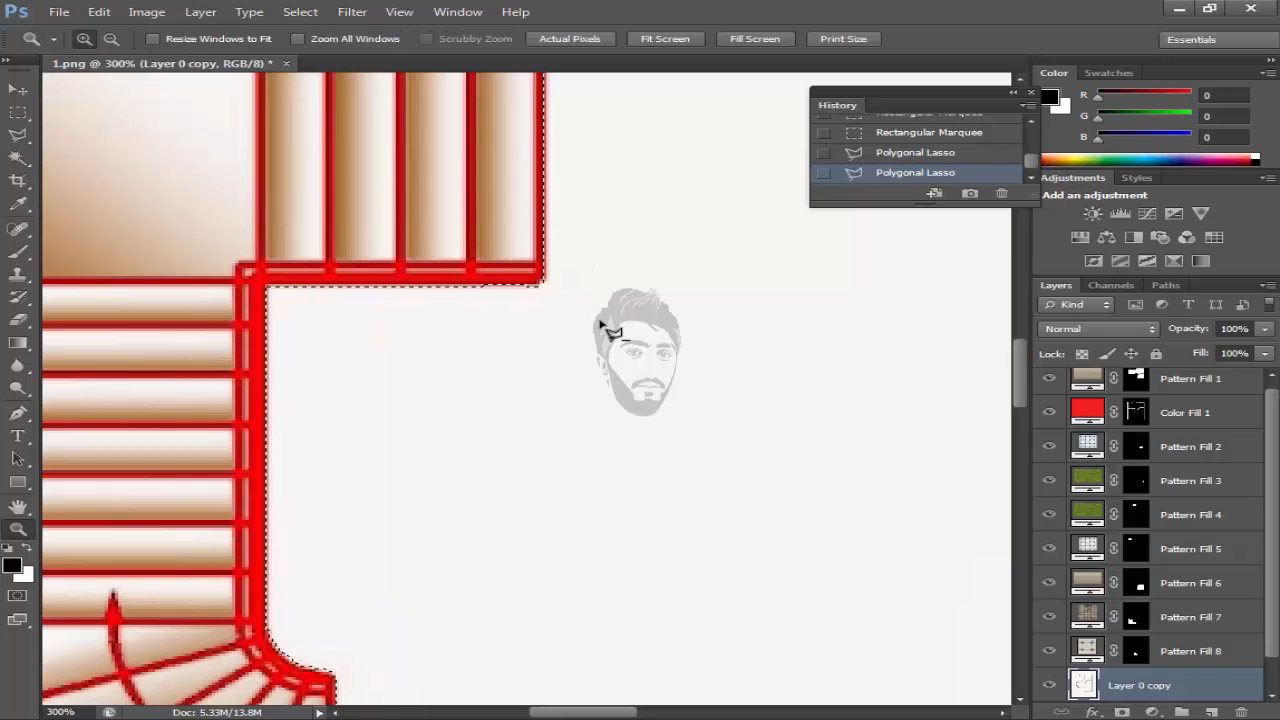 Ps File Edit Image Layer Type Select Filter View Window Help
Resize Windows to Fit Zoom All Windows Scrubby Zoom Actual Pixels Fit Screen Fill Screen Print Size Essentials
1.png @ 300% (Layer 0 copy, RGB/8) * ×
History
Rectangular Marquee
Rectangular Marquee
Polygonal Lasso
Polygonal Lasso
Color Swatches
R 0
G 0
B 0
Adjustments Styles
Add an adjustment
Layers Channels Paths
Kind
Normal Opacity: 100%
Lock: Fill: 100%
Pattern Fill 1
Color Fill 1
Pattern Fill 2
Pattern Fill 3
Pattern Fill 4
Pattern Fill 5
Pattern Fill 6
Pattern Fill 7
Pattern Fill 8
Layer 0 copy
300% Doc: 5.33M/13.8M